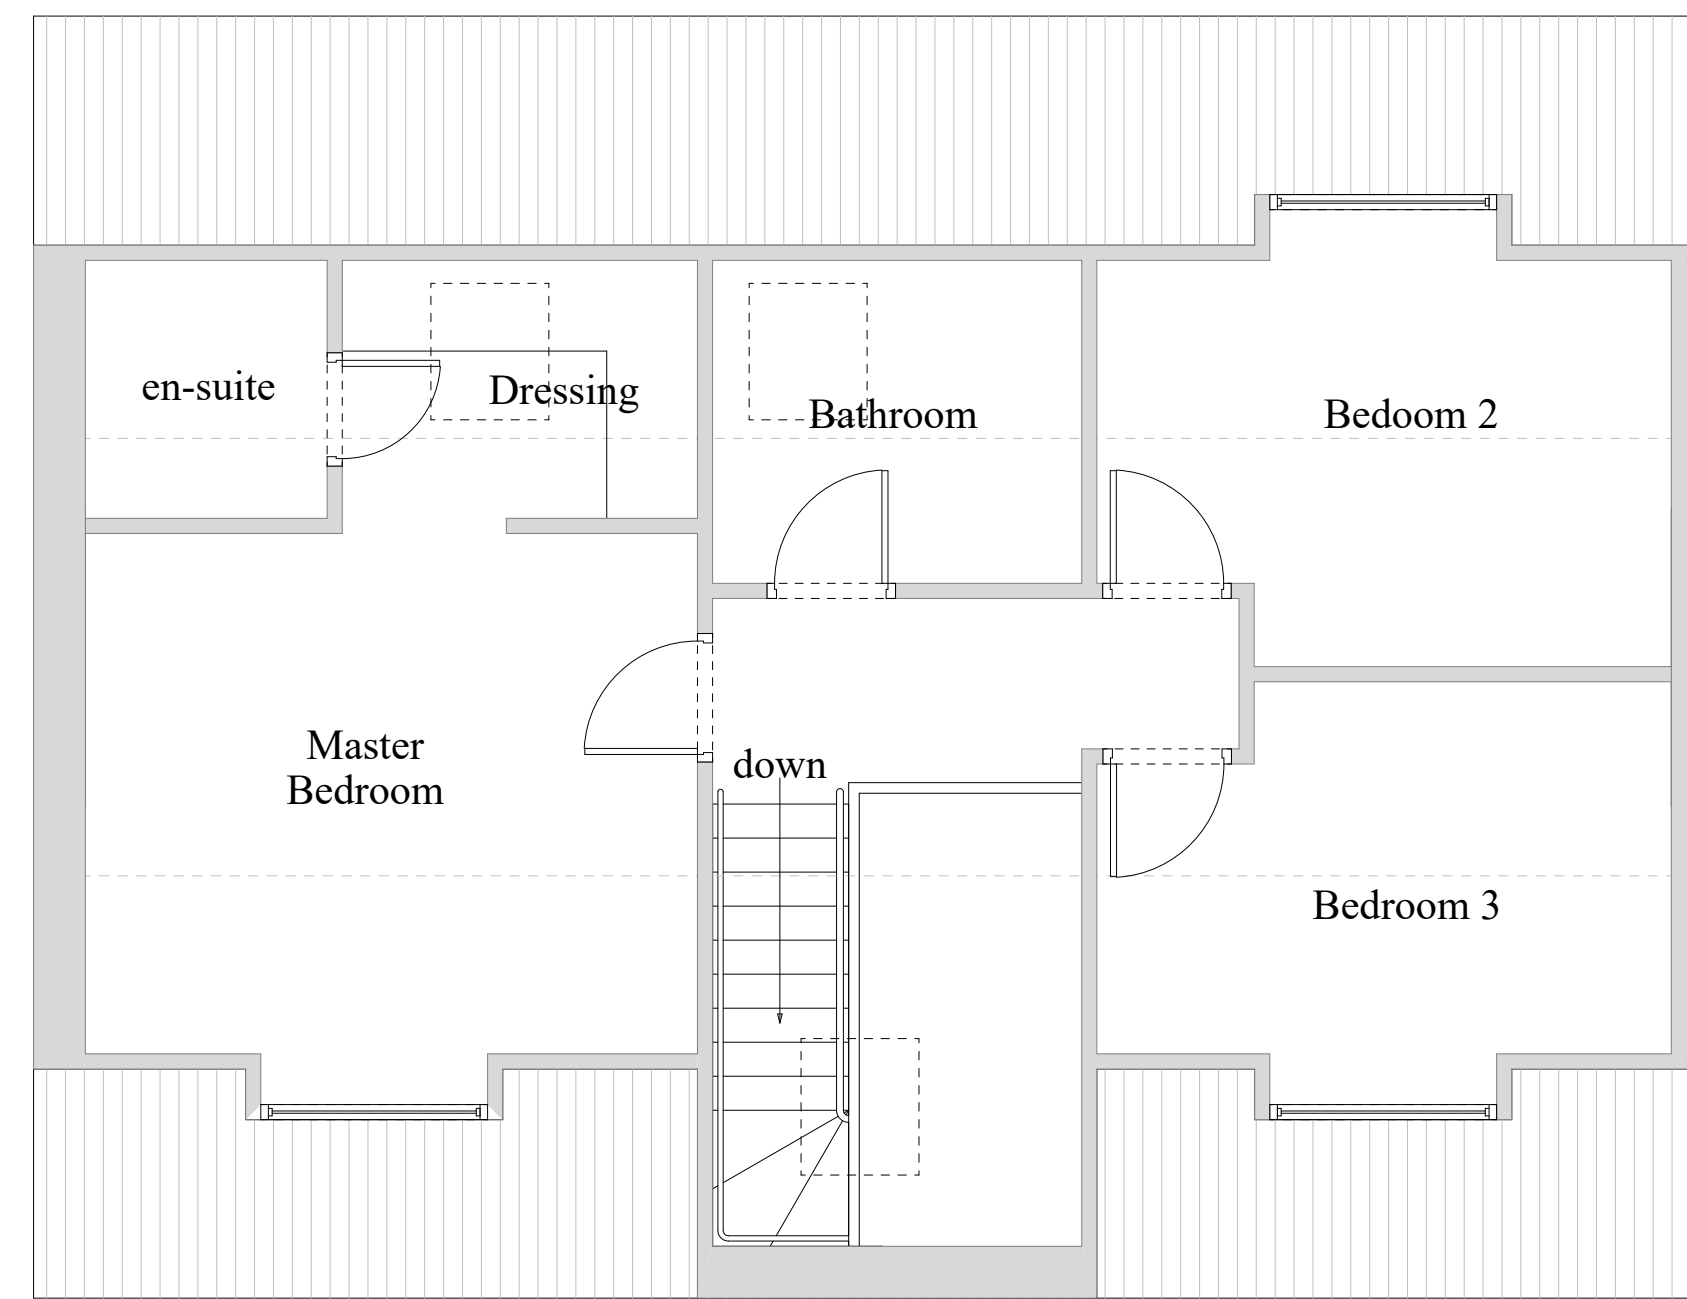 en-suite
Dressing
Bathroom
Bedoom 2
Master
Bedroom
down
Bedroom 3